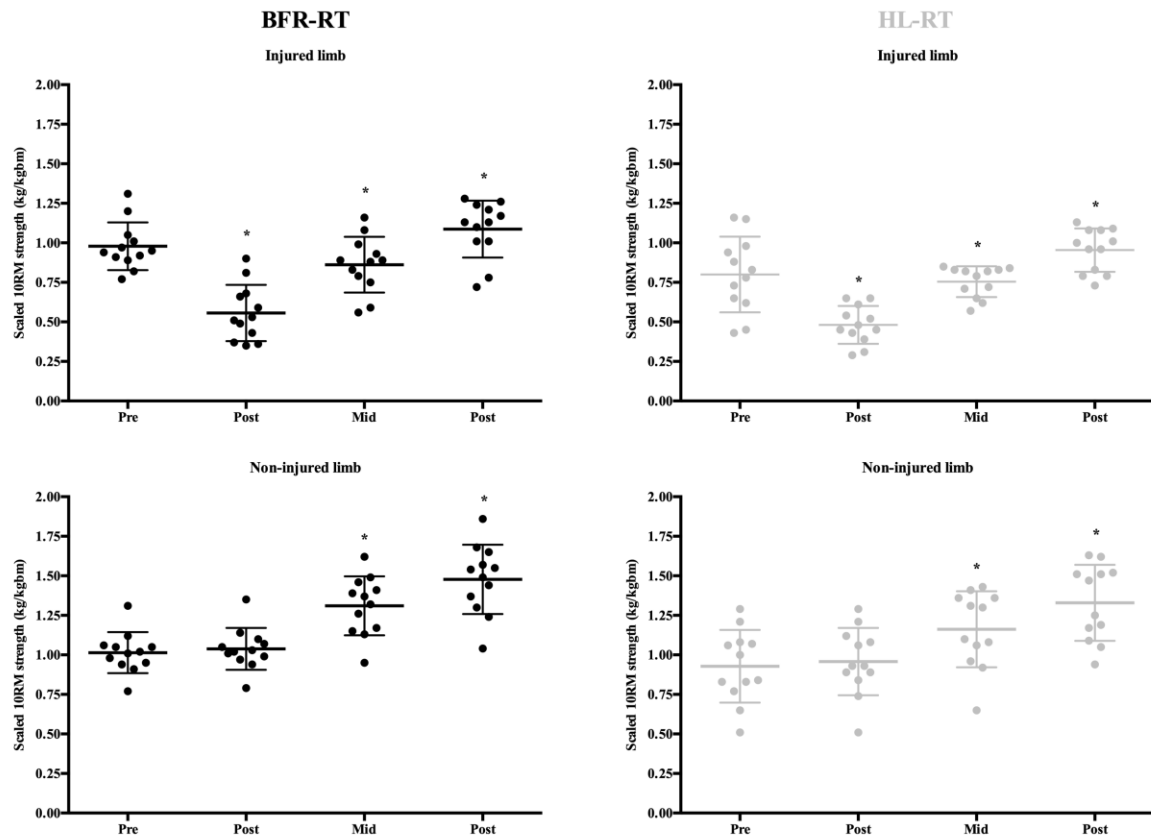 BFR-RT
HL-RT
Injured limb
Injured limb
Scaled 10RM strength (kg/kgbm)
2.00
1.75
1.50
1.25
1.00
0.75
0.50
0.25
0.00
* * *
Pre Post Mid Post
Scaled 10RM strength (kg/kgbm)
2.00
1.75
1.50
1.25
1.00
0.75
0.50
0.25
0.00
* * *
Pre Post Mid Post
Non-injured limb
Non-injured limb
Scaled 10RM strength (kg/kgbm)
2.00
1.75
1.50
1.25
1.00
0.75
0.50
0.25
0.00
* *
Pre Post Mid Post
Scaled 10RM strength (kg/kgbm)
2.00
1.75
1.50
1.25
1.00
0.75
0.50
0.25
0.00
* *
Pre Post Mid Post